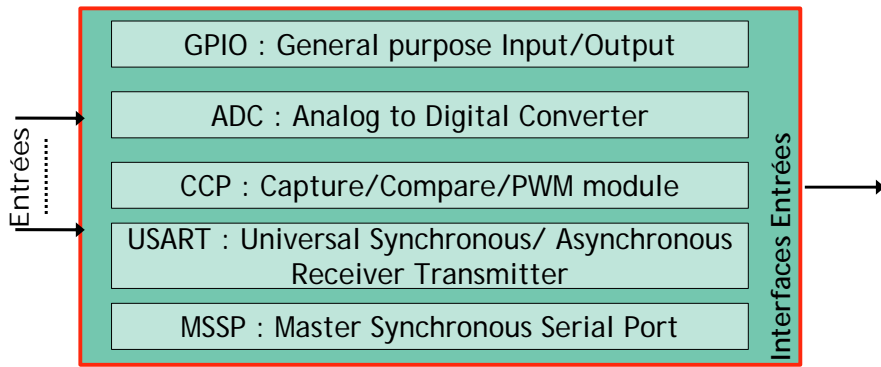 GPIO : General purpose Input/Output
ADC : Analog to Digital Converter
CCP : Capture/Compare/PWM module
USART : Universal Synchronous/ Asynchronous
Receiver Transmitter
MSSP : Master Synchronous Serial Port
Entrées
Interfaces Entrées